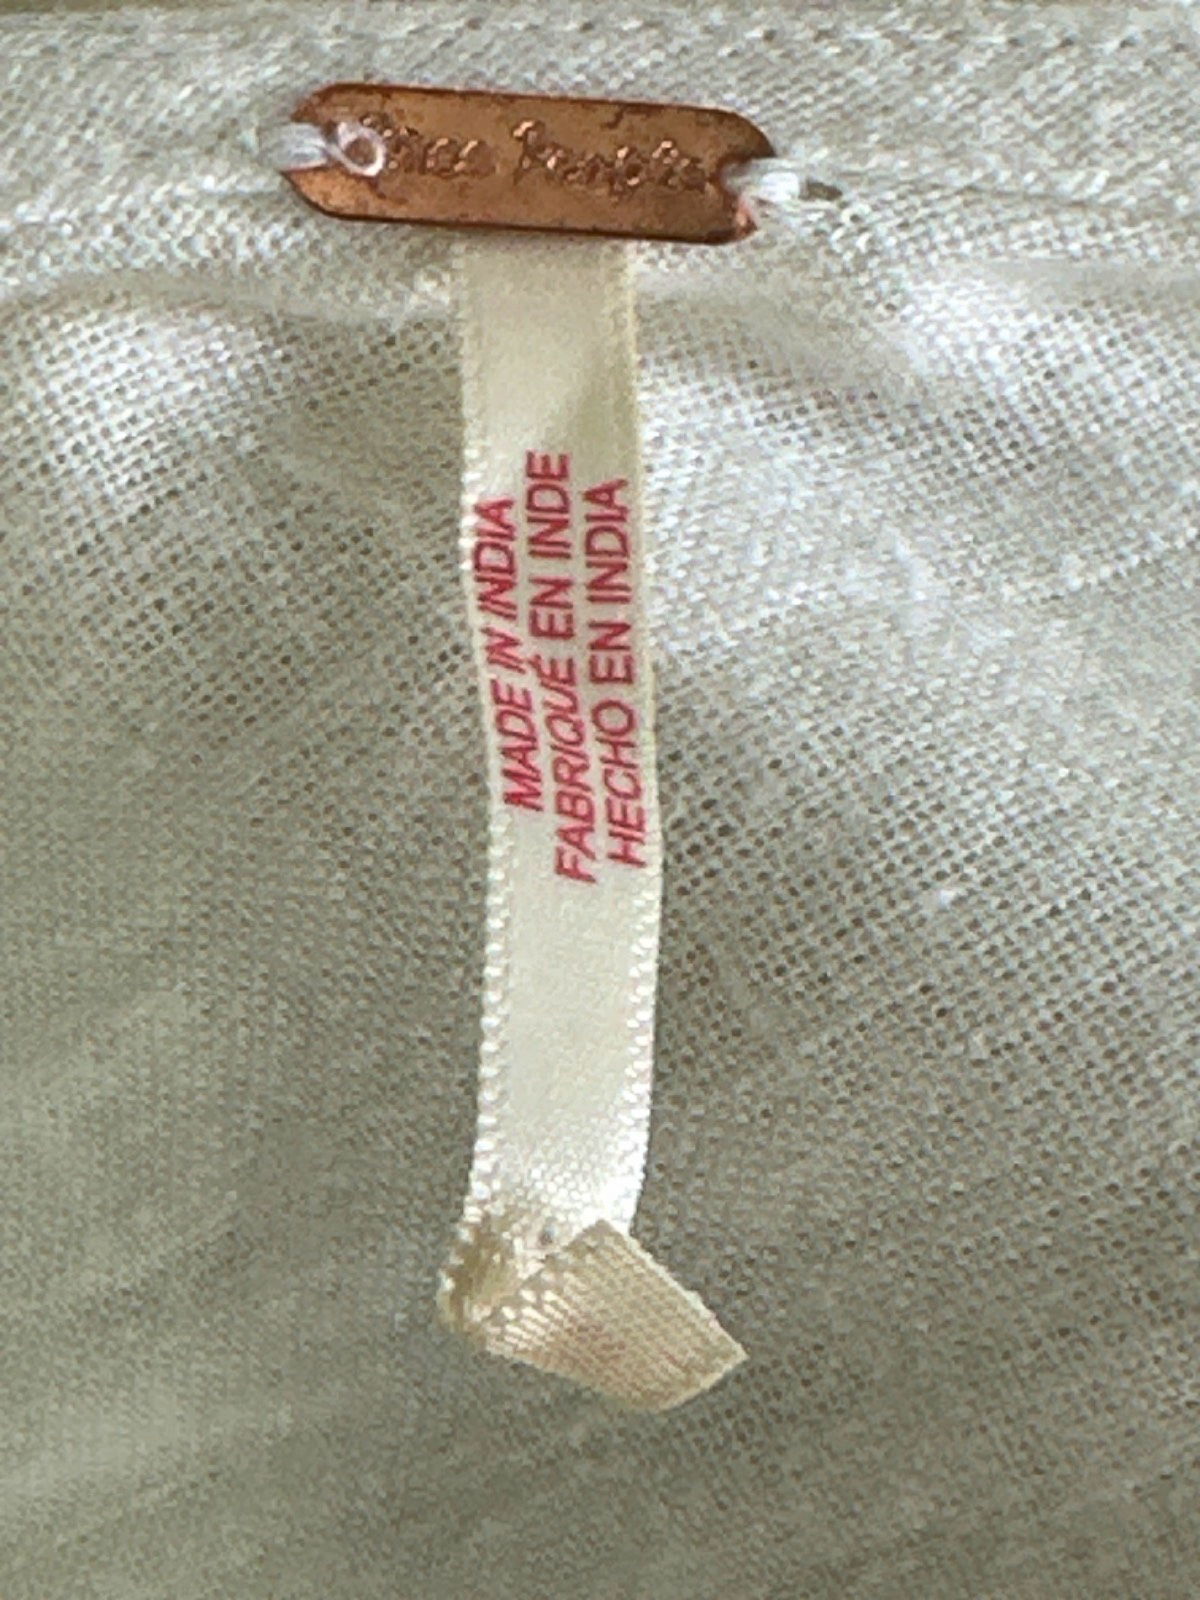 Free People
MADE IN INDIA
FABRIQUÉ EN INDE
HECHO EN INDIA